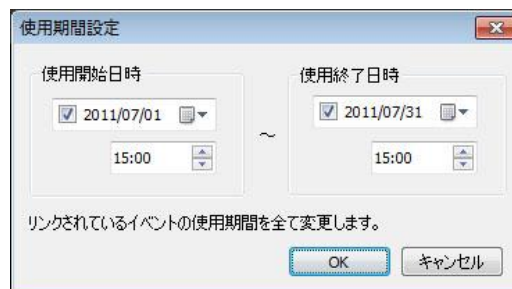 使用期間設定
使用開始日時
使用終了日時
2011/07/01
2011/07/31
～
15:00
15:00
リンクされているイベントの使用期間を全て変更します。
OK
キャンセル